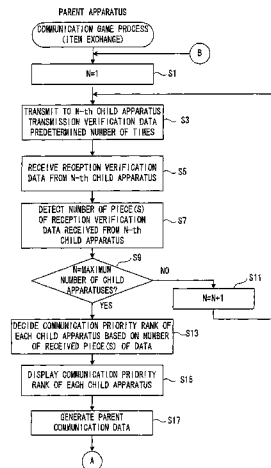 PARENT APPARATUS
COMMUNICATION GAME PROCESS
(ITEM EXCHANGE)
B
N=1
S1
TRANSMIT TO N-th CHILD APPARATUS
TRANSMISSION VERIFICATION DATA
PREDETERMINED NUMBER OF TIMES
S3
RECEIVE RECEPTION VERIFICATION
DATA FROM N-th CHILD APPARATUS
S5
DETECT NUMBER OF PIECE(S)
OF RECEPTION VERIFICATION
DATA RECEIVED FROM N-th
CHILD APPARATUS
S7
S9
N=MAXIMUM
NUMBER OF CHILD
APPARATUSES?
NO
S11
N=N+1
YES
DECIDE COMMUNICATION PRIORITY RANK OF
EACH CHILD APPARATUS BASED ON NUMBER
OF RECEIVED PIECE(S) OF DATA
S13
DISPLAY COMMUNICATION PRIORITY
RANK OF EACH CHILD APPARATUS
S15
GENERATE PARENT
COMMUNICATION DATA
S17
A